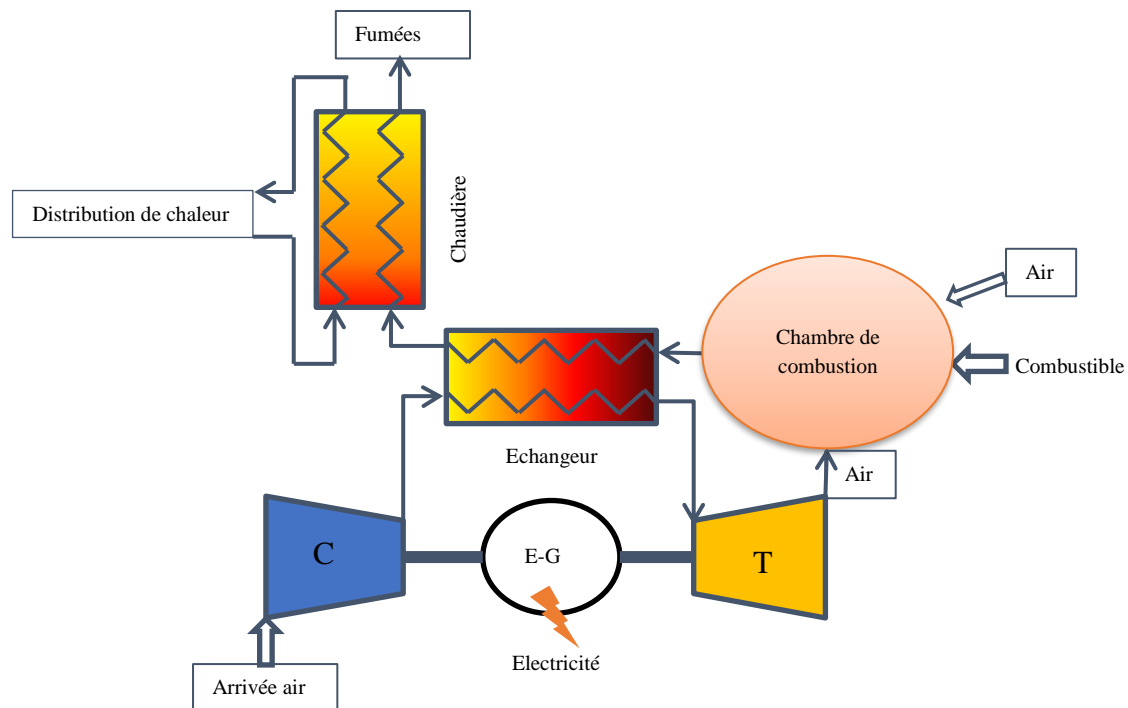 Fumées
Distribution de chaleur
Chaudière
Air
Chambre de
combustion
Combustible
Echangeur
Air
C
E-G
T
Electricité
Arrivée air